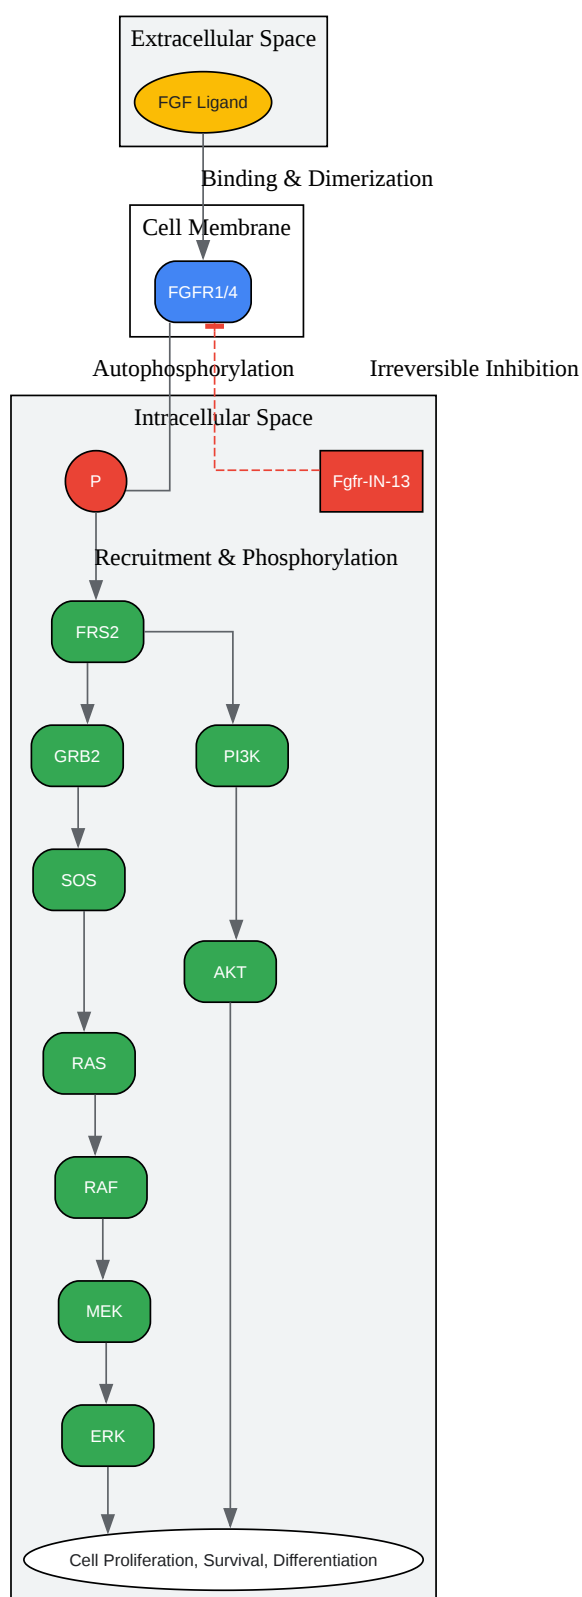 Extracellular Space
FGF Ligand
Binding & Dimerization
Cell Membrane
FGFR1/4
Autophosphorylation
Irreversible Inhibition
Intracellular Space
P
Fgfr-IN-13
Recruitment & Phosphorylation
FRS2
GRB2
PI3K
SOS
AKT
RAS
RAF
MEK
ERK
Cell Proliferation, Survival, Differentiation